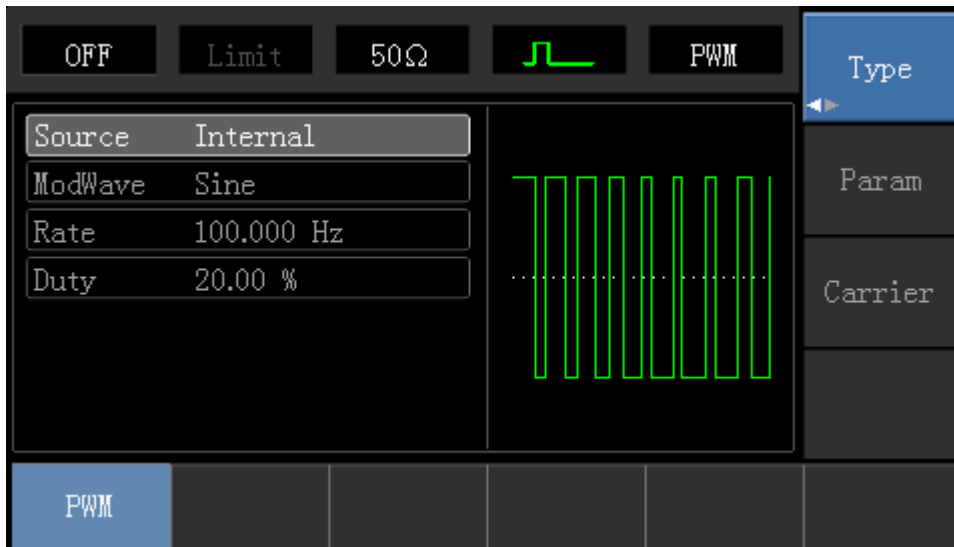 OFF Limit 50Ω PWM Type
Source Internal
ModWave Sine
Rate 100.000 Hz
Duty 20.00 %
Param
Carrier
PWM